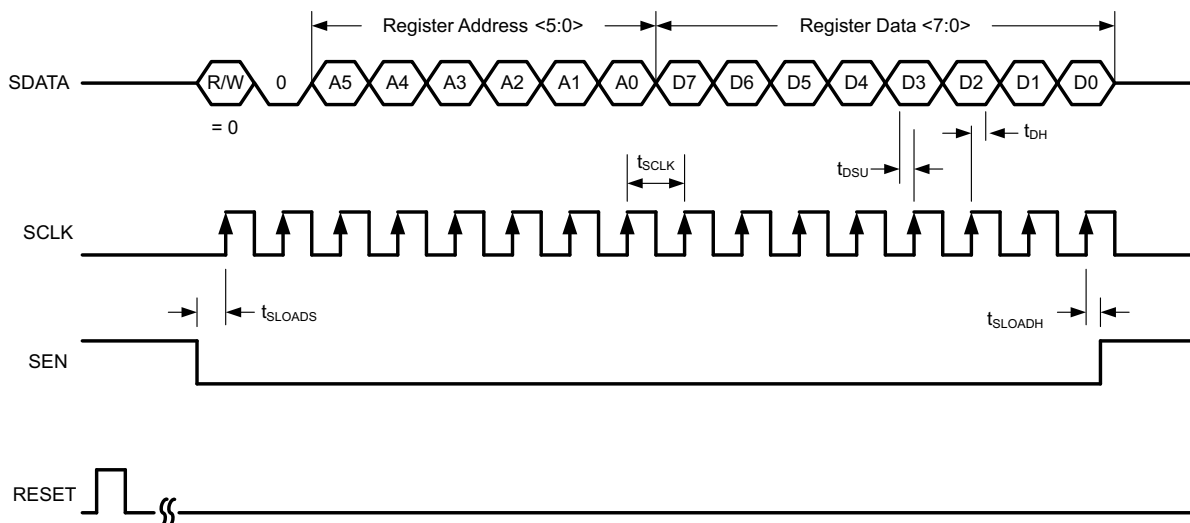 Register Address <5:0>
Register Data <7:0>
SDATA
R/W
0
A5
A4
A3
A2
A1
A0
D7
D6
D5
D4
D3
D2
D1
D0
= 0
tDH
tSCLK
tDSU
SCLK
tSLOADS
tSLOADH
SEN
RESET